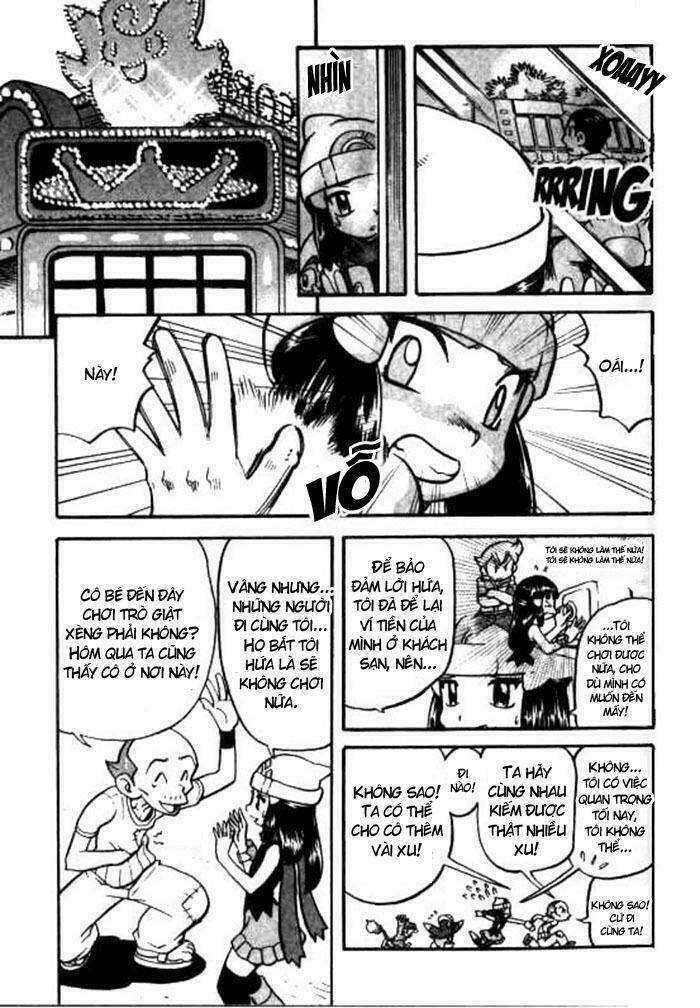 XOAAYY
RRRING
NHÌN
OÁI...!
NÀY!
VỖ
TÔI SẼ KHÔNG LÀM THẾ NỮA!
TÔI SẼ KHÔNG LÀM THẾ NỮA!
...TÔI
KHÔNG THỂ
CHƠI ĐƯỢC
NỮA, CHO
DÙ MÌNH CÓ
MUỐN ĐẾN
MẤY!
ĐỂ BẢO
ĐẢM LỜI HỨA,
TÔI ĐÃ ĐỂ LẠI
VÍ TIỀN CỦA
MÌNH Ở KHÁCH
SẠN, NÊN...
VÂNG NHƯNG...
NHỮNG NGƯỜI
ĐI CÙNG TÔI...
HỌ BẮT TÔI
HỨA LÀ SẼ
KHÔNG CHƠI
NỮA.
CÔ BÉ ĐẾN ĐÂY
CHƠI TRÒ GIẬT
XÈNG PHẢI KHÔNG?
HÔM QUA TA CŨNG
THẤY CÔ Ở NƠI NÀY!
KHÔNG...
TÔI CÓ VIỆC
QUAN TRỌNG
TỐI NAY,
TÔI KHÔNG
THỂ...
TA HÃY
CÙNG NHAU
KIẾM ĐƯỢC
THẬT NHIỀU
XU!
ĐI
NÀO!
KHÔNG SAO!
TA CÓ THỂ
CHO CÔ THÊM
VÀI XU!
KHÔNG SAO!
CỨ ĐI
CÙNG TA!